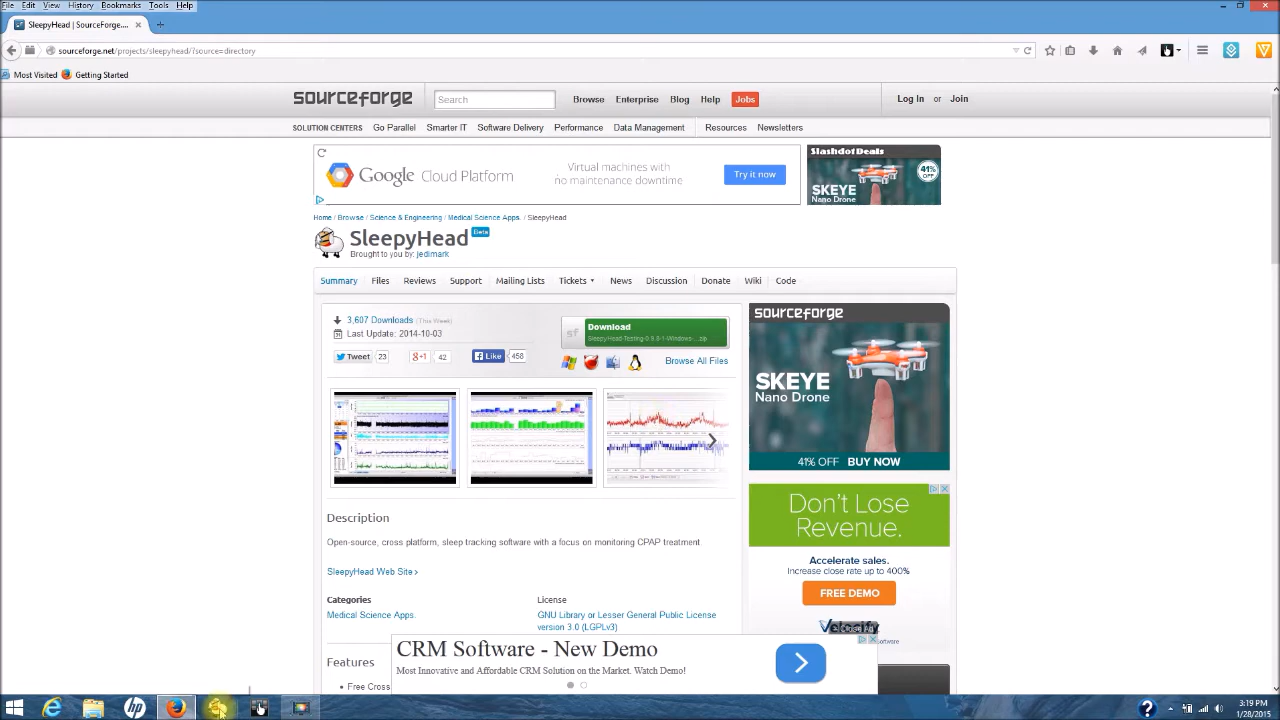 File Edit View History Bookmarks Tools Help
SleepyHead | SourceForge....
sourceforge.net/projects/sleepyhead/?source=directory
Most Visited Getting Started
sourceforge Search Browse Enterprise Blog Help Jobs Log In or Join
SOLUTION CENTERS Go Parallel Smarter IT Software Delivery Performance Data Management Resources Newsletters
Google Cloud Platform
Virtual machines with
no maintenance downtime
Try it now
Slashdot Deals
41%
OFF
SKEYE
Nano Drone
Home / Browse / Science & Engineering / Medical Science Apps. / SleepyHead
SleepyHead Beta
Brought to you by: jedimark
Summary Files Reviews Support Mailing Lists Tickets News Discussion Donate Wiki Code
3,607 Downloads (This Week)
Last Update: 2014-10-03
sf Download
Tweet 23 g+1 42 Like 458
Browse All Files
sourceforge
SKEYE
Nano Drone
41% OFF BUY NOW
Description
Open-source, cross platform, sleep tracking software with a focus on monitoring CPAP treatment.
SleepyHead Web Site >
Categories
Medical Science Apps.
License
GNU Library or Lesser General Public License
version 3.0 (LGPLv3)
Features
Free Cross
Don't Lose
Revenue.
Accelerate sales.
Increase close rate up to 400%
FREE DEMO
Velocify
CRM Software - New Demo
Most Innovative and Affordable CRM Solution on the Market. Watch Demo!
hp
3:19 PM
1/28/2015